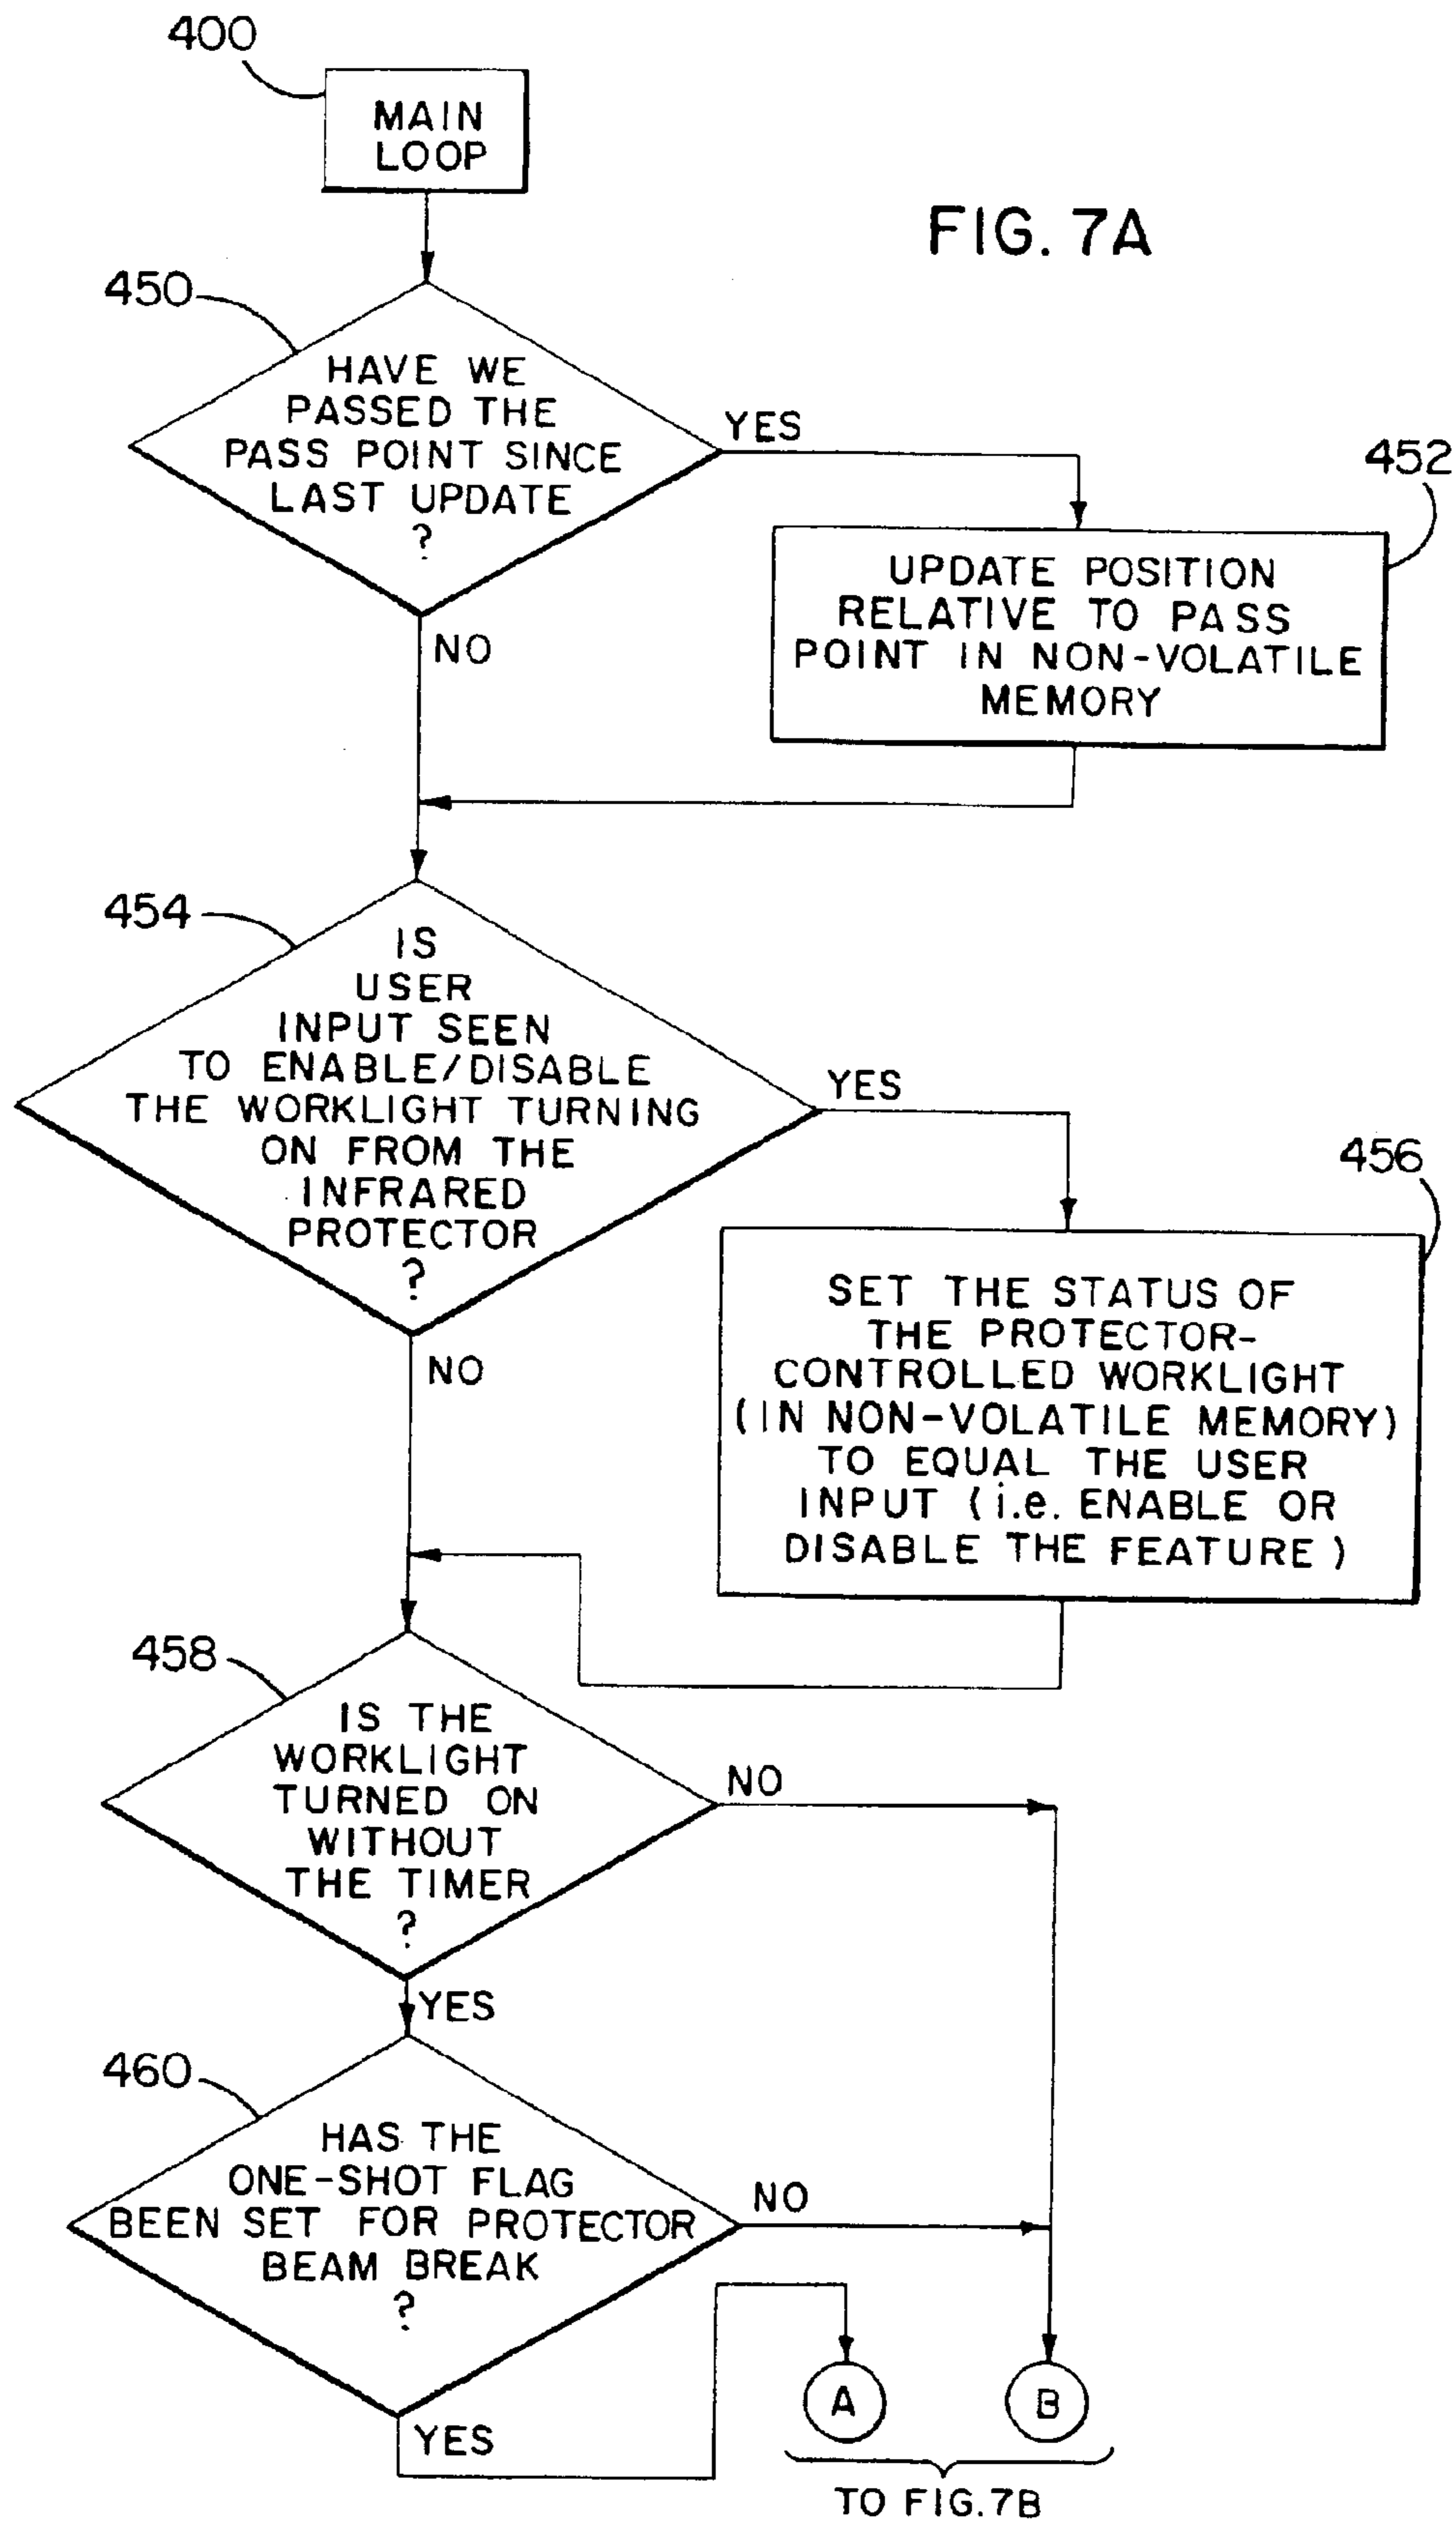 400
MAIN
LOOP
FIG. 7A
450
HAVE WE
PASSED THE
PASS POINT SINCE
LAST UPDATE
?
YES
NO
452
UPDATE POSITION
RELATIVE TO PASS
POINT IN NON-VOLATILE
MEMORY
454
IS
USER
INPUT SEEN
TO ENABLE/DISABLE
THE WORKLIGHT TURNING
ON FROM THE
INFRARED
PROTECTOR
?
YES
NO
456
SET THE STATUS OF
THE PROTECTOR-
CONTROLLED WORKLIGHT
(IN NON-VOLATILE MEMORY)
TO EQUAL THE USER
INPUT (i.e. ENABLE OR
DISABLE THE FEATURE)
458
IS THE
WORKLIGHT
TURNED ON
WITHOUT
THE TIMER
?
NO
YES
460
HAS THE
ONE-SHOT FLAG
BEEN SET FOR PROTECTOR
BEAM BREAK
?
NO
YES
A
B
TO FIG.7B